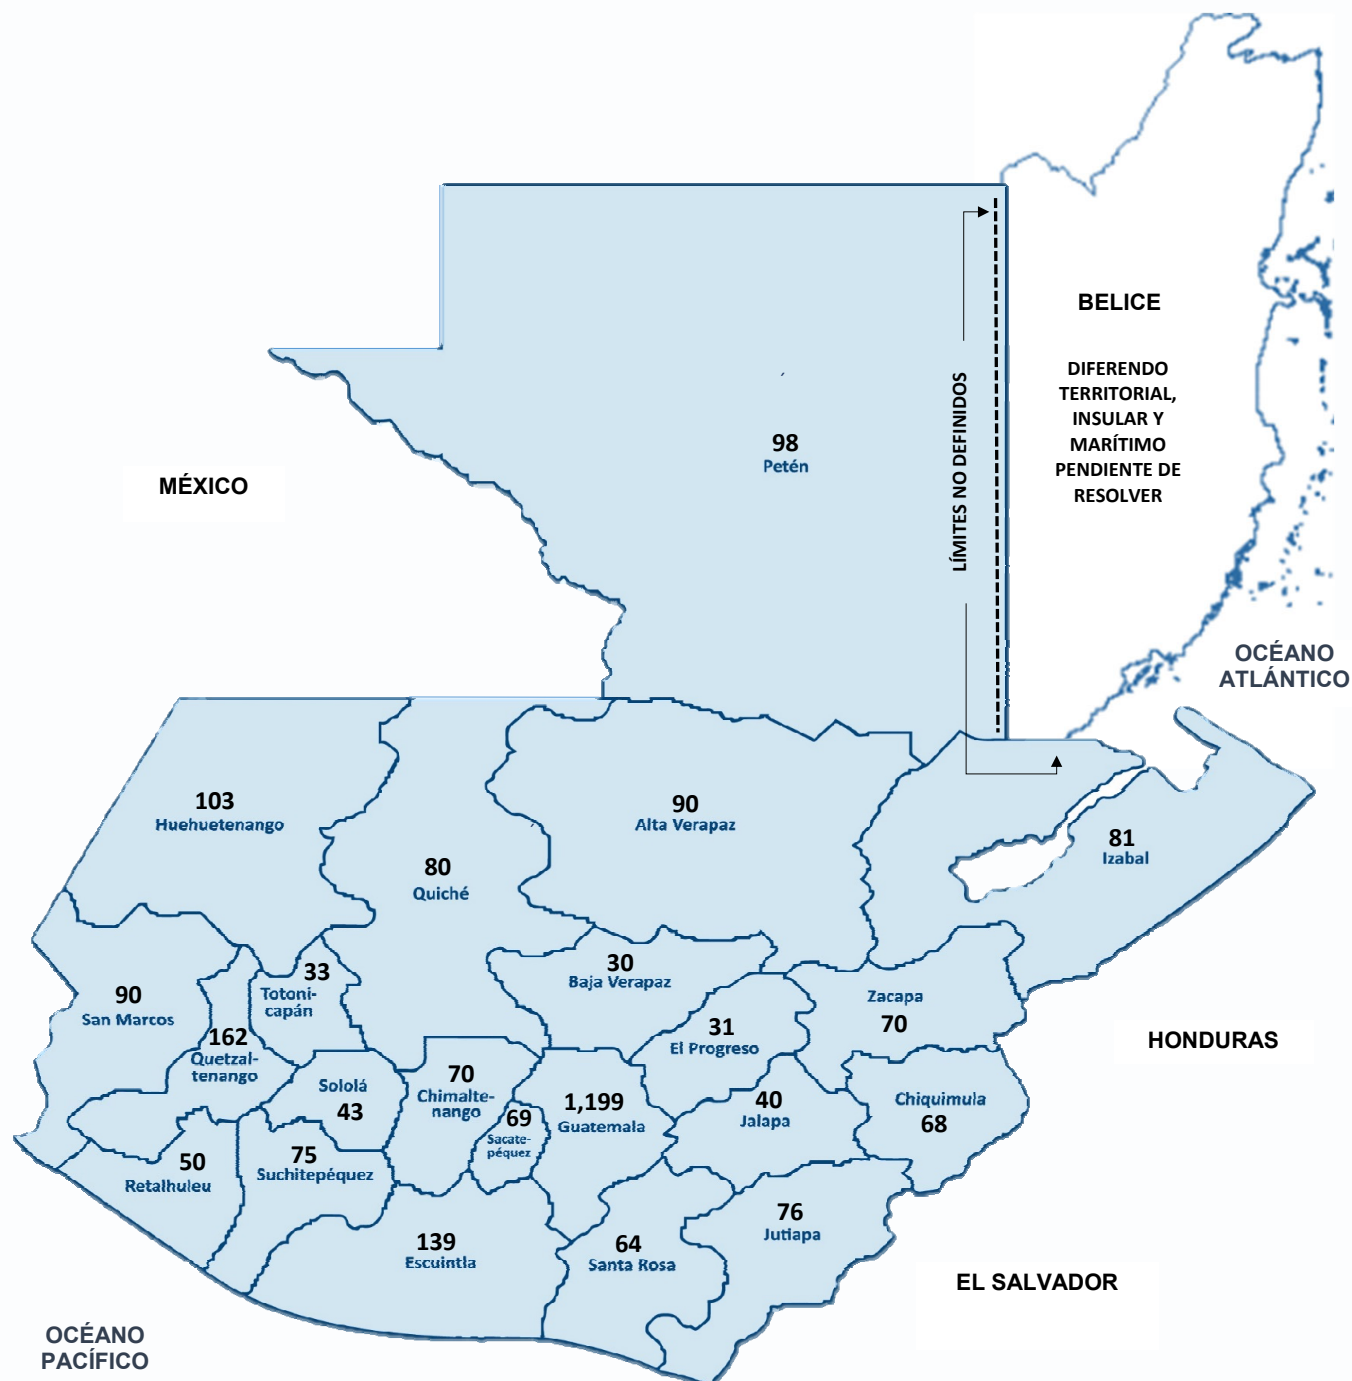 BELICE
DIFERENDO
TERRITORIAL,
INSULAR Y
MARÍTIMO
PENDIENTE DE
RESOLVER
LÍMITES NO DEFINIDOS
98
Petén
MÉXICO
OCÉANO
ATLÁNTICO
103
Huehuetenango
90
Alta Verapaz
81
Izabal
80
Quiché
33
Totoni-
capán
30
Baja Verapaz
90
San Marcos
Zacapa
70
162
Quetzal-
tenango
31
El Progreso
HONDURAS
Sololá
43
70
Chimalte-
nango
69
Sacate-
péquez
1,199
Guatemala
40
Jalapa
Chiquimula
68
50
Retalhuleu
75
Suchitepéquez
139
Escuintla
64
Santa Rosa
76
Jutiapa
EL SALVADOR
OCÉANO
PACÍFICO